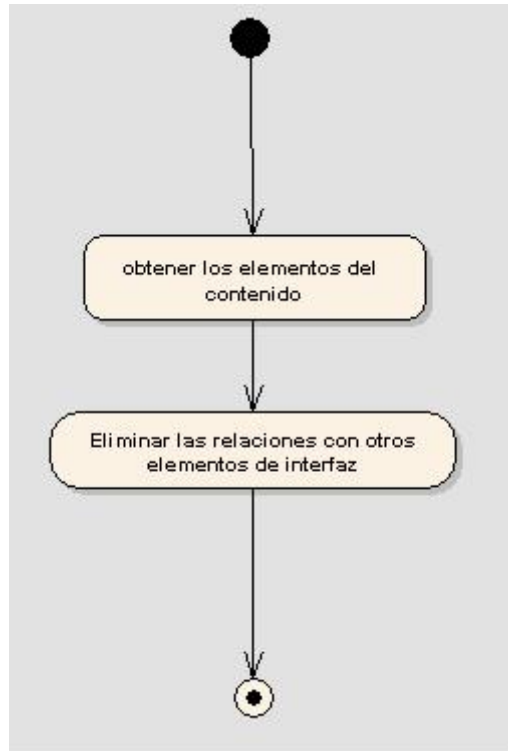 obtener los elementos del
contenido
Eliminar las relaciones con otros
elementos de interfaz